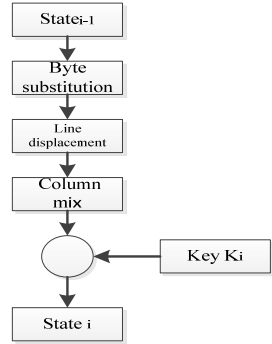 Statei-1
Byte
substitution
Line
displacement
Column
mix
Key Ki
State i